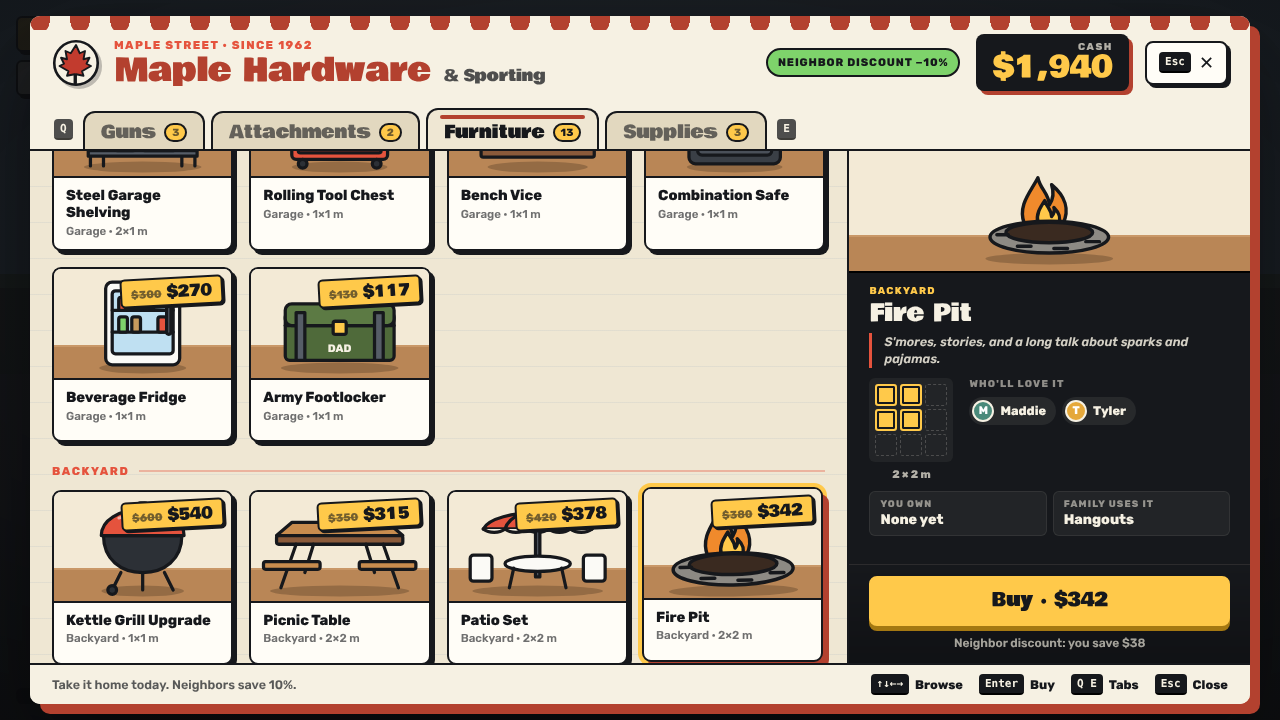 MAPLE STREET • SINCE 1962
Maple Hardware & Sporting
NEIGHBOR DISCOUNT −10%
CASH
$1,940
Esc ×
Q
Guns 3
Attachments 2
Furniture 13
Supplies 3
E
Steel Garage Shelving
Garage • 2×1 m
Rolling Tool Chest
Garage • 1×1 m
Bench Vice
Garage • 1×1 m
Combination Safe
Garage • 1×1 m
$300 $270
Beverage Fridge
Garage • 1×1 m
$130 $117
DAD
Army Footlocker
Garage • 1×1 m
BACKYARD
$600 $540
Kettle Grill Upgrade
Backyard • 1×1 m
$350 $315
Picnic Table
Backyard • 2×2 m
$420 $378
Patio Set
Backyard • 2×2 m
$380 $342
Fire Pit
Backyard • 2×2 m
BACKYARD
Fire Pit
S'mores, stories, and a long talk about sparks and
pajamas.
2 × 2 m
WHO'LL LOVE IT
M Maddie
T Tyler
YOU OWN
None yet
FAMILY USES IT
Hangouts
Buy · $342
Neighbor discount: you save $38
Take it home today. Neighbors save 10%.
↑↓←→ Browse
Enter Buy
Q E Tabs
Esc Close